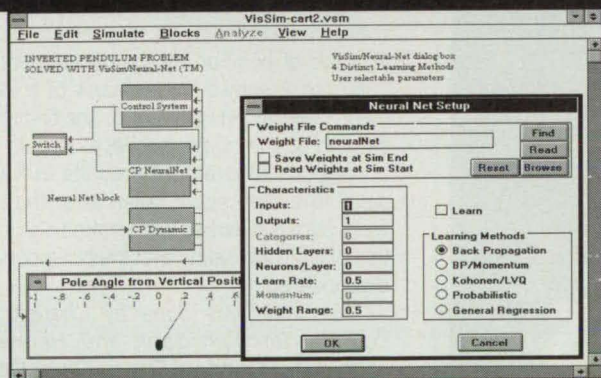 VisSim-cart2.vsm
File Edit Simulate Blocks Analyze View Help
INVERTED PENDULUM PROBLEM
SOLVED WITH VisSim/Neural-Net (TM)
VisSim/Neural-Net dialog box
4 Distinct Learning Methods
User selectable parameters
Control System
Switch
CP NeuralNet
Neural Net block
CP Dynamic
Pole Angle from Vertical Positi
-1 -.8 -.6 -.4 -.2 0 .2 .4 .6
Neural Net Setup
Weight File Commands
Weight File: neuralNet
Find
Read
Save Weights at Sim End
Read Weights at Sim Start
Reset Browse
Characteristics
Inputs: 1
Outputs: 1
Categories: 0
Hidden Layers: 0
Neurons/Layer: 0
Learn Rate: 0.5
Momentum: 0
Weight Range: 0.5
Learn
Learning Methods
Back Propagation
BP/Momentum
Kohonen/LVQ
Probabilistic
General Regression
OK
Cancel